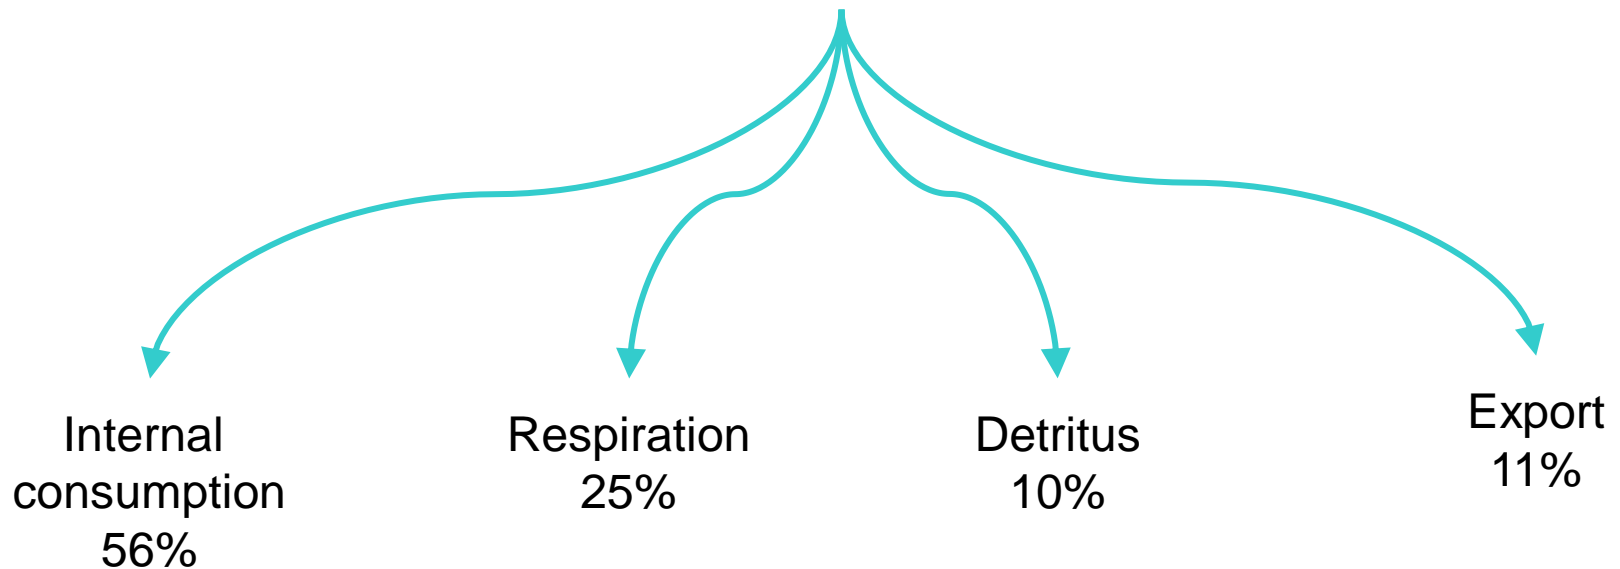 Internal
consumption
56%
Respiration
25%
Detritus
10%
Export
11%